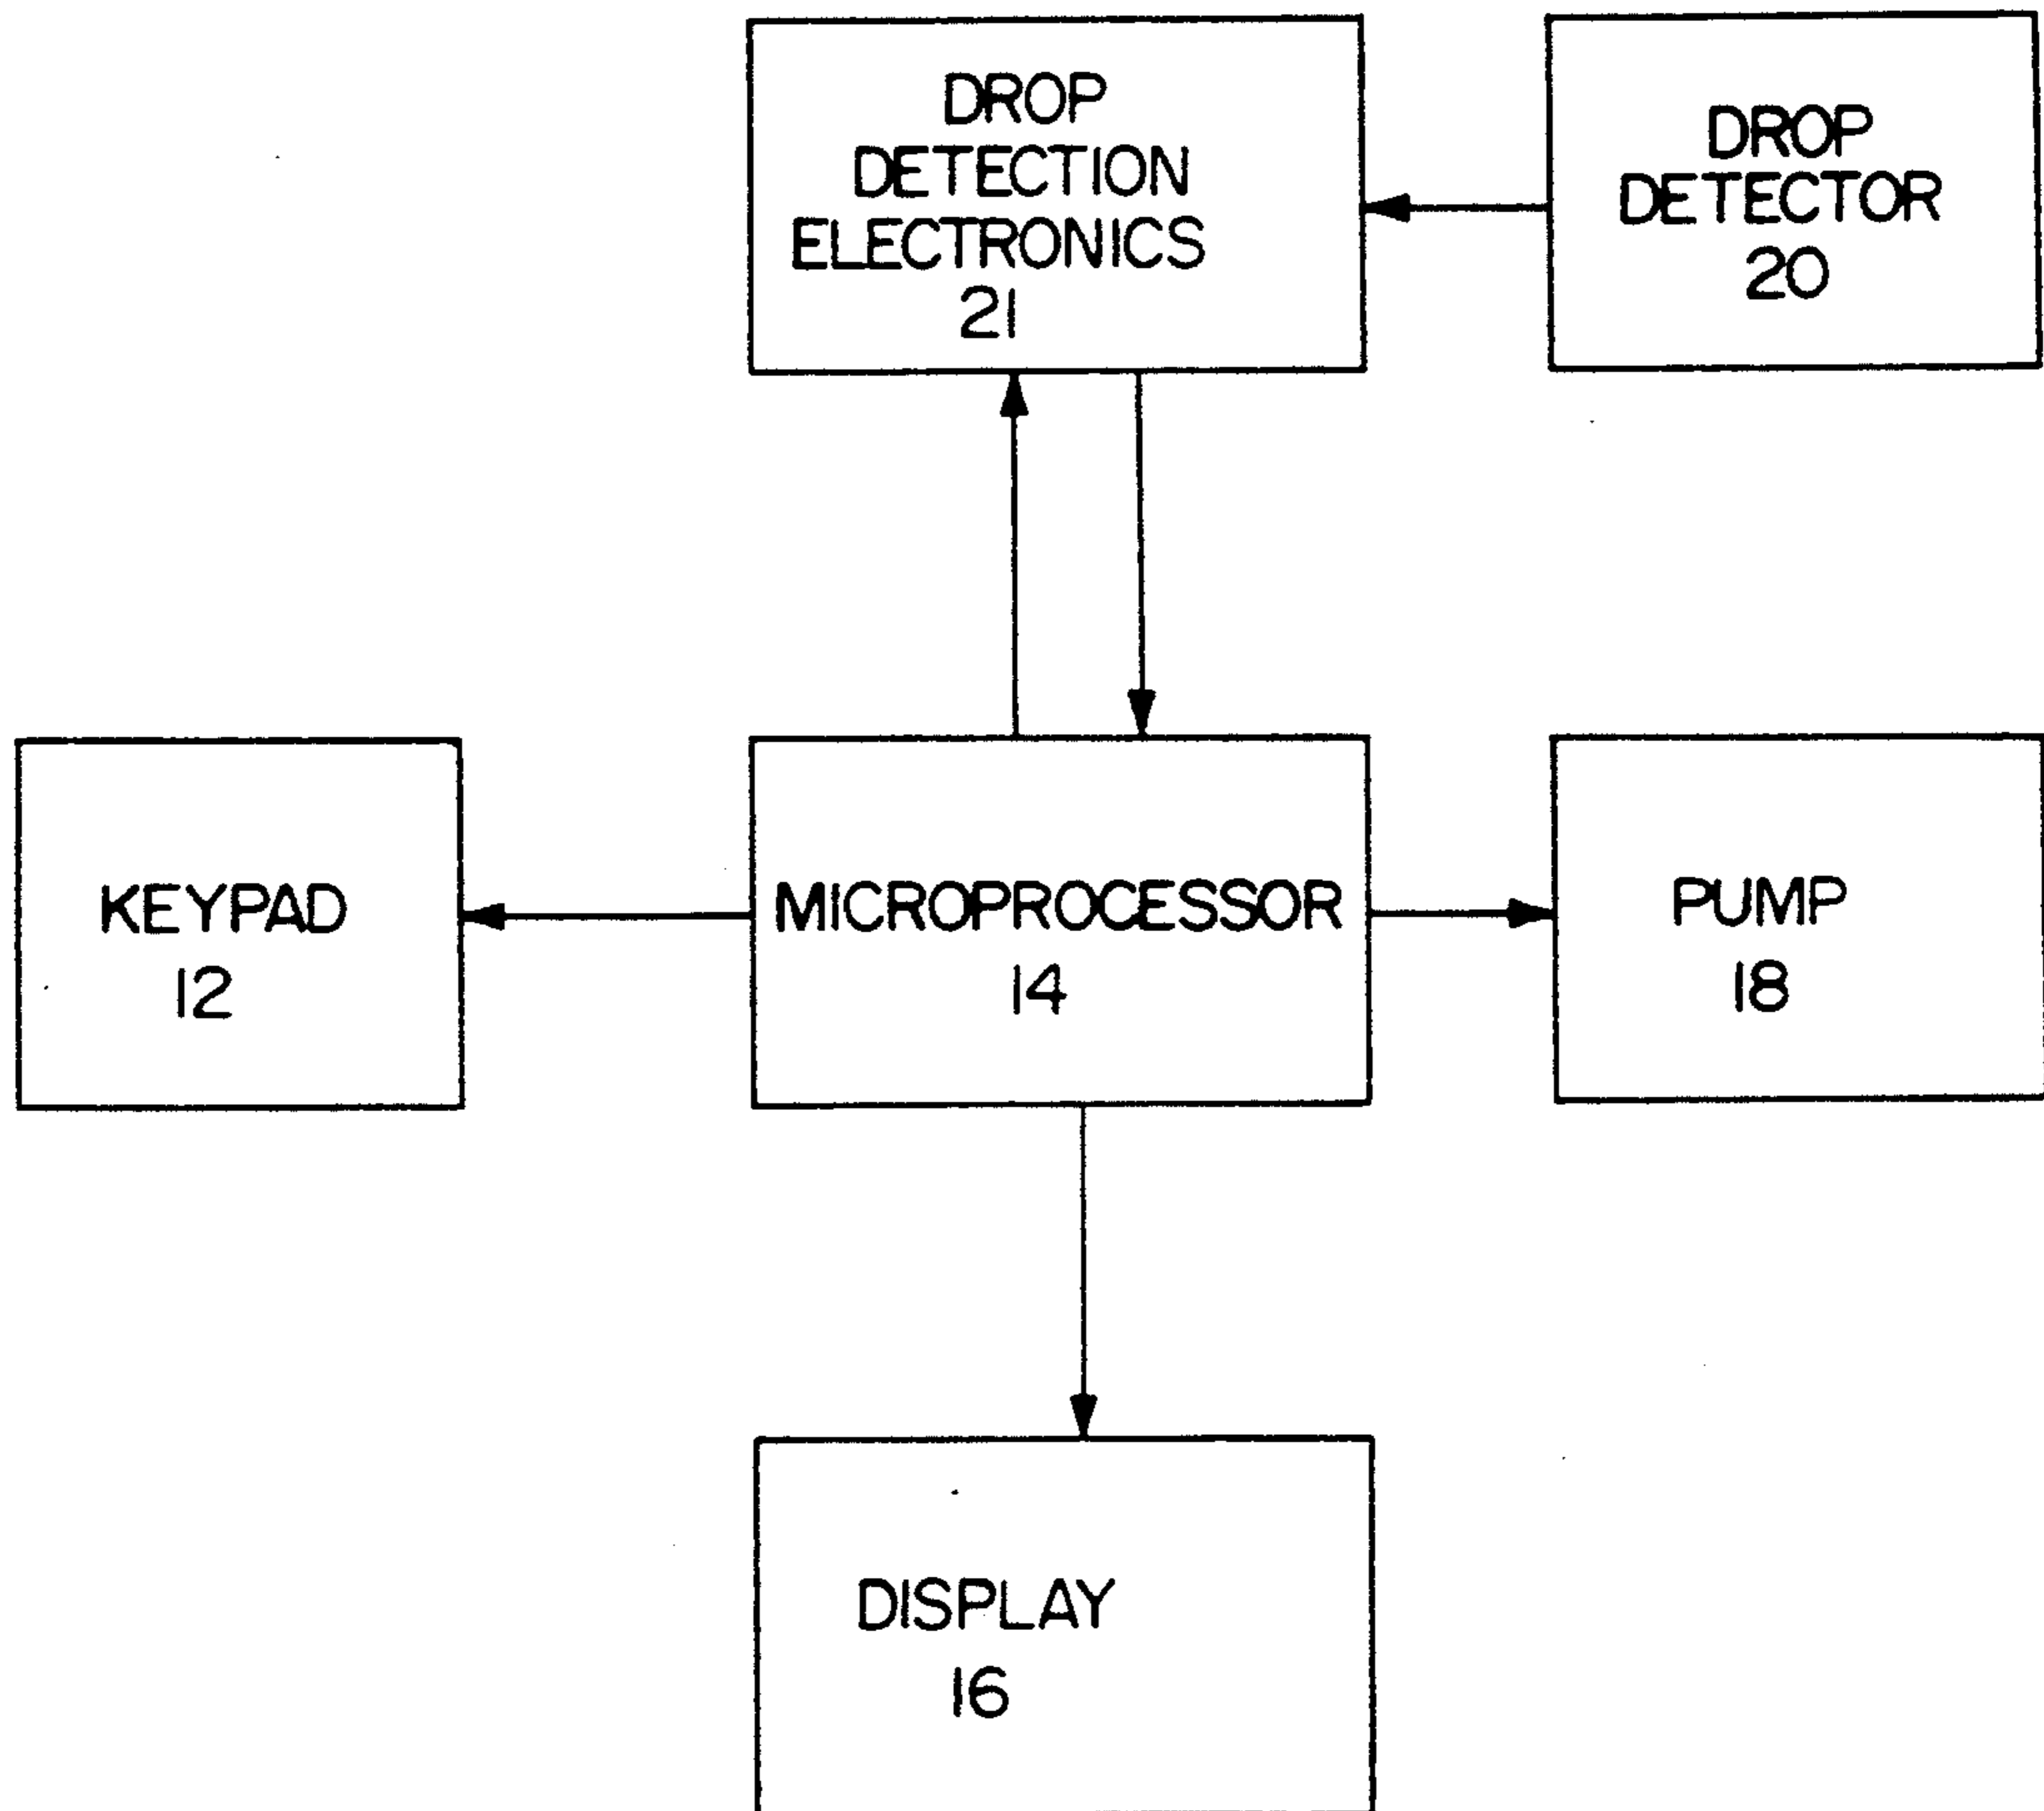 DROP
DETECTION
ELECTRONICS
21
DROP
DETECTOR
20
KEYPAD
12
MICROPROCESSOR
14
PUMP
18
DISPLAY
16